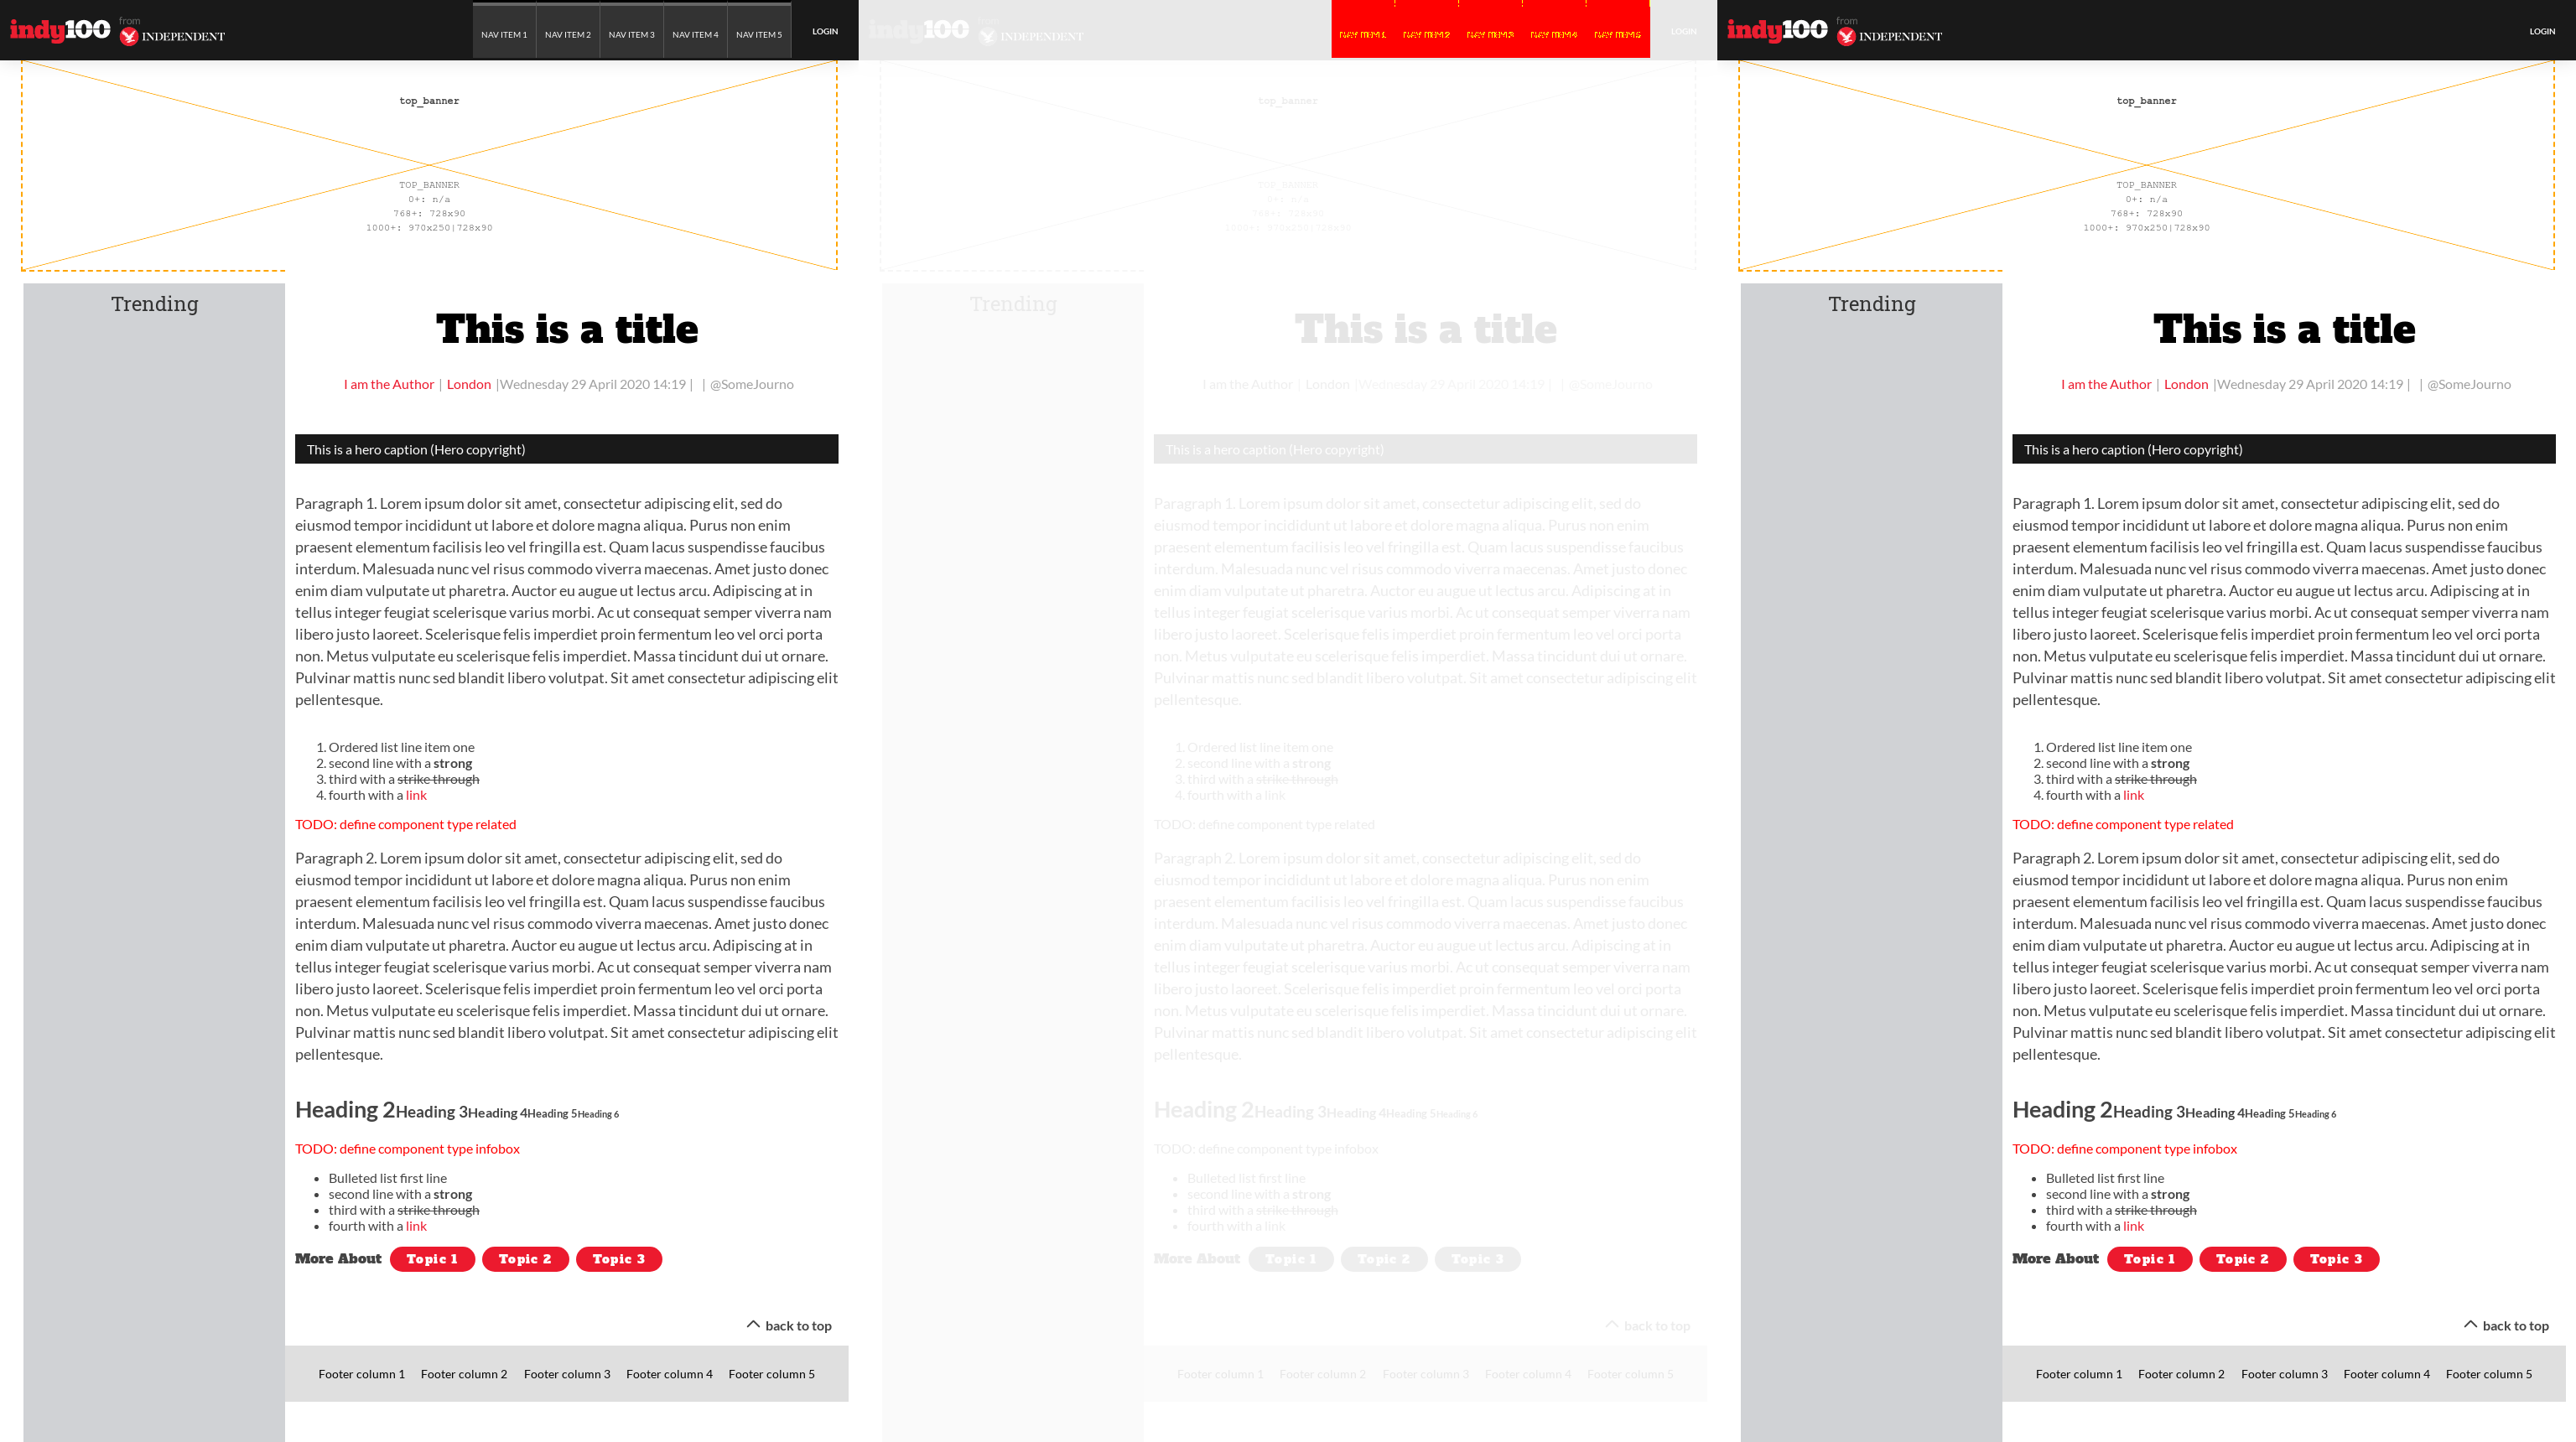 indy100 from INDEPENDENT NAV ITEM 1 NAV ITEM 2 NAV ITEM 3 NAV ITEM 4 NAV ITEM 5 LOGIN
top_banner
TOP_BANNER
0+: n/a
768+: 728x90
1000+: 970x250|728x90
Trending
This is a title
I am the Author | London |Wednesday 29 April 2020 14:19 | | @SomeJourno
This is a hero caption (Hero copyright)
Paragraph 1. Lorem ipsum dolor sit amet, consectetur adipiscing elit, sed do
eiusmod tempor incididunt ut labore et dolore magna aliqua. Purus non enim
praesent elementum facilisis leo vel fringilla est. Quam lacus suspendisse faucibus
interdum. Malesuada nunc vel risus commodo viverra maecenas. Amet justo donec
enim diam vulputate ut pharetra. Auctor eu augue ut lectus arcu. Adipiscing at in
tellus integer feugiat scelerisque varius morbi. Ac ut consequat semper viverra nam
libero justo laoreet. Scelerisque felis imperdiet proin fermentum leo vel orci porta
non. Metus vulputate eu scelerisque felis imperdiet. Massa tincidunt dui ut ornare.
Pulvinar mattis nunc sed blandit libero volutpat. Sit amet consectetur adipiscing elit
pellentesque.
1. Ordered list line item one
2. second line with a strong
3. third with a strike through
4. fourth with a link
TODO: define component type related
Paragraph 2. Lorem ipsum dolor sit amet, consectetur adipiscing elit, sed do
eiusmod tempor incididunt ut labore et dolore magna aliqua. Purus non enim
praesent elementum facilisis leo vel fringilla est. Quam lacus suspendisse faucibus
interdum. Malesuada nunc vel risus commodo viverra maecenas. Amet justo donec
enim diam vulputate ut pharetra. Auctor eu augue ut lectus arcu. Adipiscing at in
tellus integer feugiat scelerisque varius morbi. Ac ut consequat semper viverra nam
libero justo laoreet. Scelerisque felis imperdiet proin fermentum leo vel orci porta
non. Metus vulputate eu scelerisque felis imperdiet. Massa tincidunt dui ut ornare.
Pulvinar mattis nunc sed blandit libero volutpat. Sit amet consectetur adipiscing elit
pellentesque.
Heading 2Heading 3Heading 4Heading 5Heading 6
TODO: define component type infobox
• Bulleted list first line
• second line with a strong
• third with a strike through
• fourth with a link
More About Topic 1 Topic 2 Topic 3
back to top
Footer column 1 Footer column 2 Footer column 3 Footer column 4 Footer column 5
indy100 INDEPENDENT NAV ITEM 1 NAV ITEM 2 NAV ITEM 3 NAV ITEM 4 NAV ITEM 5 LOGIN
top_banner
TOP_BANNER
0+: n/a
768+: 728x90
1000+: 970x250|728x90
Trending
This is a title
I am the Author | London |Wednesday 29 April 2020 14:19 | | @SomeJourno
This is a hero caption (Hero copyright)
Paragraph 1. Lorem ipsum dolor sit amet, consectetur adipiscing elit, sed do
eiusmod tempor incididunt ut labore et dolore magna aliqua. Purus non enim
praesent elementum facilisis leo vel fringilla est. Quam lacus suspendisse faucibus
interdum. Malesuada nunc vel risus commodo viverra maecenas. Amet justo donec
enim diam vulputate ut pharetra. Auctor eu augue ut lectus arcu. Adipiscing at in
tellus integer feugiat scelerisque varius morbi. Ac ut consequat semper viverra nam
libero justo laoreet. Scelerisque felis imperdiet proin fermentum leo vel orci porta
non. Metus vulputate eu scelerisque felis imperdiet. Massa tincidunt dui ut ornare.
Pulvinar mattis nunc sed blandit libero volutpat. Sit amet consectetur adipiscing elit
pellentesque.
1. Ordered list line item one
2. second line with a strong
3. third with a strike through
4. fourth with a link
TODO: define component type related
Paragraph 2. Lorem ipsum dolor sit amet, consectetur adipiscing elit, sed do
eiusmod tempor incididunt ut labore et dolore magna aliqua. Purus non enim
praesent elementum facilisis leo vel fringilla est. Quam lacus suspendisse faucibus
interdum. Malesuada nunc vel risus commodo viverra maecenas. Amet justo donec
enim diam vulputate ut pharetra. Auctor eu augue ut lectus arcu. Adipiscing at in
tellus integer feugiat scelerisque varius morbi. Ac ut consequat semper viverra nam
libero justo laoreet. Scelerisque felis imperdiet proin fermentum leo vel orci porta
non. Metus vulputate eu scelerisque felis imperdiet. Massa tincidunt dui ut ornare.
Pulvinar mattis nunc sed blandit libero volutpat. Sit amet consectetur adipiscing elit
pellentesque.
Heading 2Heading 3Heading 4Heading 5Heading 6
TODO: define component type infobox
• Bulleted list first line
• second line with a strong
• third with a strike through
• fourth with a link
More About Topic 1 Topic 2 Topic 3
back to top
Footer column 1 Footer column 2 Footer column 3 Footer column 4 Footer column 5
indy100 from INDEPENDENT LOGIN
top_banner
TOP_BANNER
0+: n/a
768+: 728x90
1000+: 970x250|728x90
Trending
This is a title
I am the Author | London |Wednesday 29 April 2020 14:19 | | @SomeJourno
This is a hero caption (Hero copyright)
Paragraph 1. Lorem ipsum dolor sit amet, consectetur adipiscing elit, sed do
eiusmod tempor incididunt ut labore et dolore magna aliqua. Purus non enim
praesent elementum facilisis leo vel fringilla est. Quam lacus suspendisse faucibus
interdum. Malesuada nunc vel risus commodo viverra maecenas. Amet justo donec
enim diam vulputate ut pharetra. Auctor eu augue ut lectus arcu. Adipiscing at in
tellus integer feugiat scelerisque varius morbi. Ac ut consequat semper viverra nam
libero justo laoreet. Scelerisque felis imperdiet proin fermentum leo vel orci porta
non. Metus vulputate eu scelerisque felis imperdiet. Massa tincidunt dui ut ornare.
Pulvinar mattis nunc sed blandit libero volutpat. Sit amet consectetur adipiscing elit
pellentesque.
1. Ordered list line item one
2. second line with a strong
3. third with a strike through
4. fourth with a link
TODO: define component type related
Paragraph 2. Lorem ipsum dolor sit amet, consectetur adipiscing elit, sed do
eiusmod tempor incididunt ut labore et dolore magna aliqua. Purus non enim
praesent elementum facilisis leo vel fringilla est. Quam lacus suspendisse faucibus
interdum. Malesuada nunc vel risus commodo viverra maecenas. Amet justo donec
enim diam vulputate ut pharetra. Auctor eu augue ut lectus arcu. Adipiscing at in
tellus integer feugiat scelerisque varius morbi. Ac ut consequat semper viverra nam
libero justo laoreet. Scelerisque felis imperdiet proin fermentum leo vel orci porta
non. Metus vulputate eu scelerisque felis imperdiet. Massa tincidunt dui ut ornare.
Pulvinar mattis nunc sed blandit libero volutpat. Sit amet consectetur adipiscing elit
pellentesque.
Heading 2Heading 3Heading 4Heading 5Heading 6
TODO: define component type infobox
• Bulleted list first line
• second line with a strong
• third with a strike through
• fourth with a link
More About Topic 1 Topic 2 Topic 3
back to top
Footer column 1 Footer column 2 Footer column 3 Footer column 4 Footer column 5